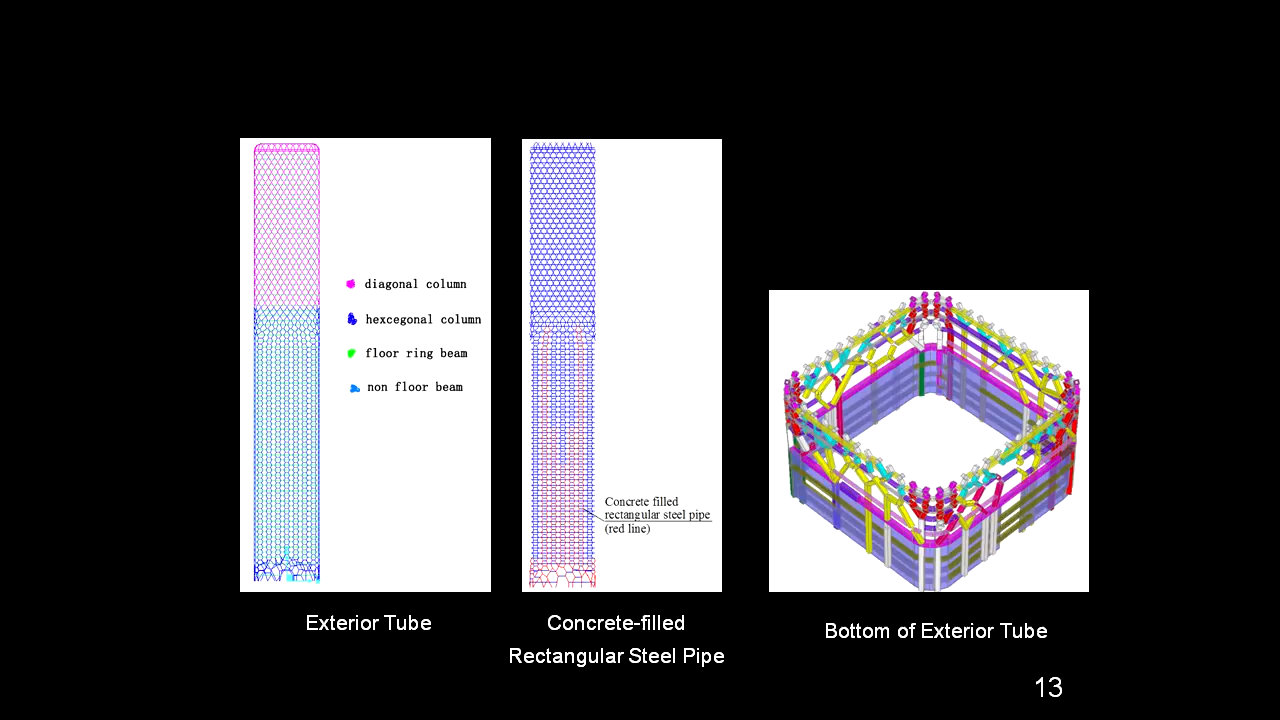 diagonal column
hexcegonal column
floor ring beam
non floor beam
Exterior Tube
Concrete filled
rectangular steel pipe
(red line)
Concrete-filled
Rectangular Steel Pipe
Bottom of Exterior Tube
13